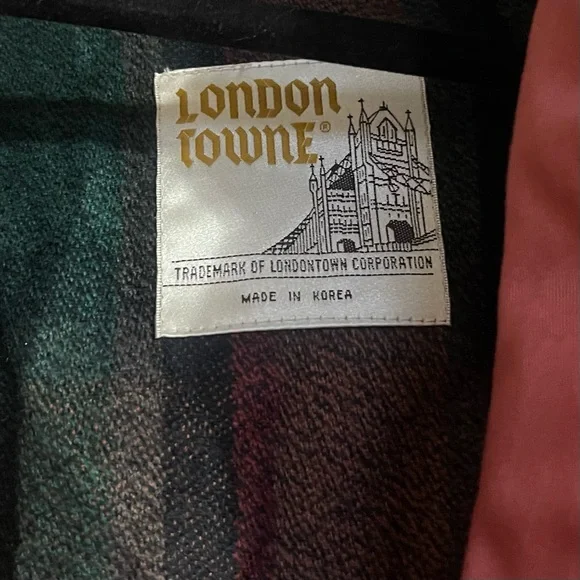 LONDON
TOWNE®
TRADEMARK OF LONDONTOWN CORPORATION
MADE IN KOREA